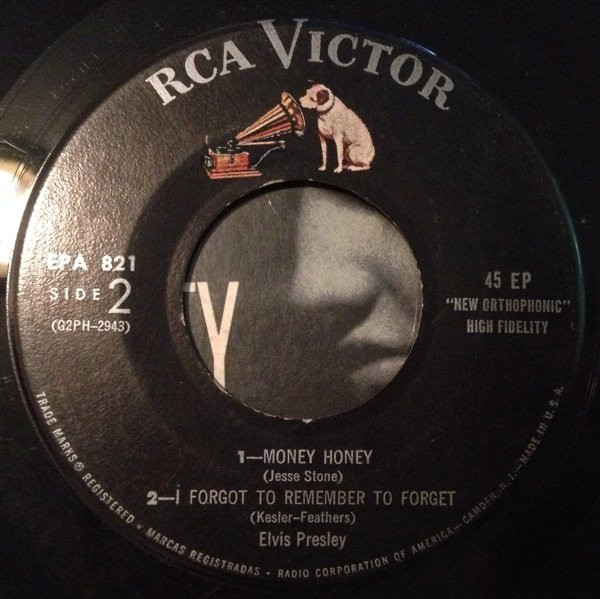 RCA VICTOR
EPA 821
SIDE 2
(G2PH-2943)
45 EP
"NEW ORTHOPHONIC"
HIGH FIDELITY
TY
1—MONEY HONEY
(Jesse Stone)
2—I FORGOT TO REMEMBER TO FORGET
(Kesler-Feathers)
Elvis Presley
TRADE MARKS ® REGISTERED • MARCAS REGISTRADAS • RADIO CORPORATION OF AMERICA—CAMDEN, N. J.—MADE IN U.S.A.